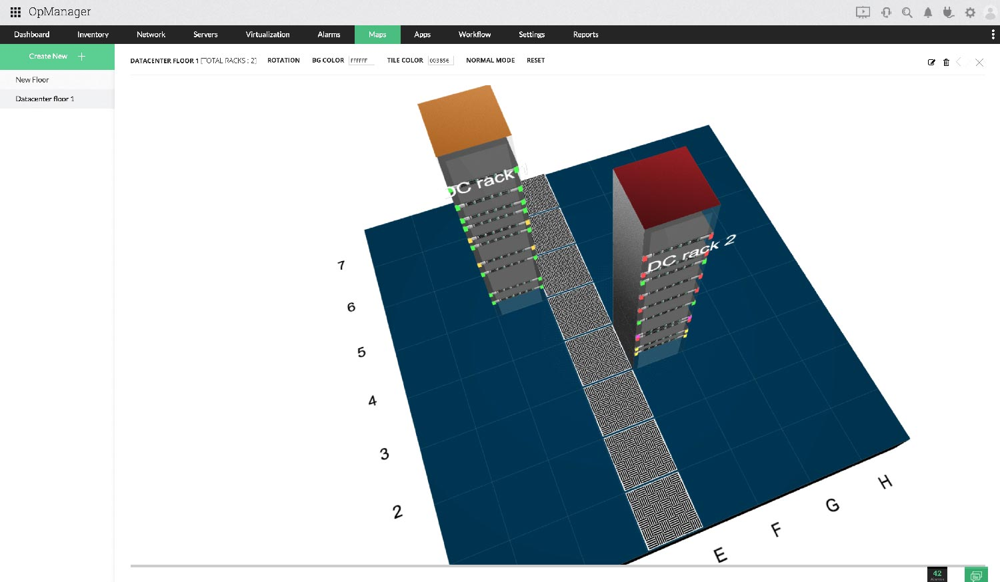 OpManager
Dashboard Inventory Network Servers Virtualization Alarms Maps Apps Workflow Settings Reports
Create New +
New Floor
Datacenter floor 1
DATACENTER FLOOR 1 [TOTAL RACKS : 2] ROTATION BG COLOR FFFFFF TILE COLOR 003856 NORMAL MODE RESET
DC rack
DC rack 2
7
6
5
4
3
2
E
F
G
H
42
Alarms